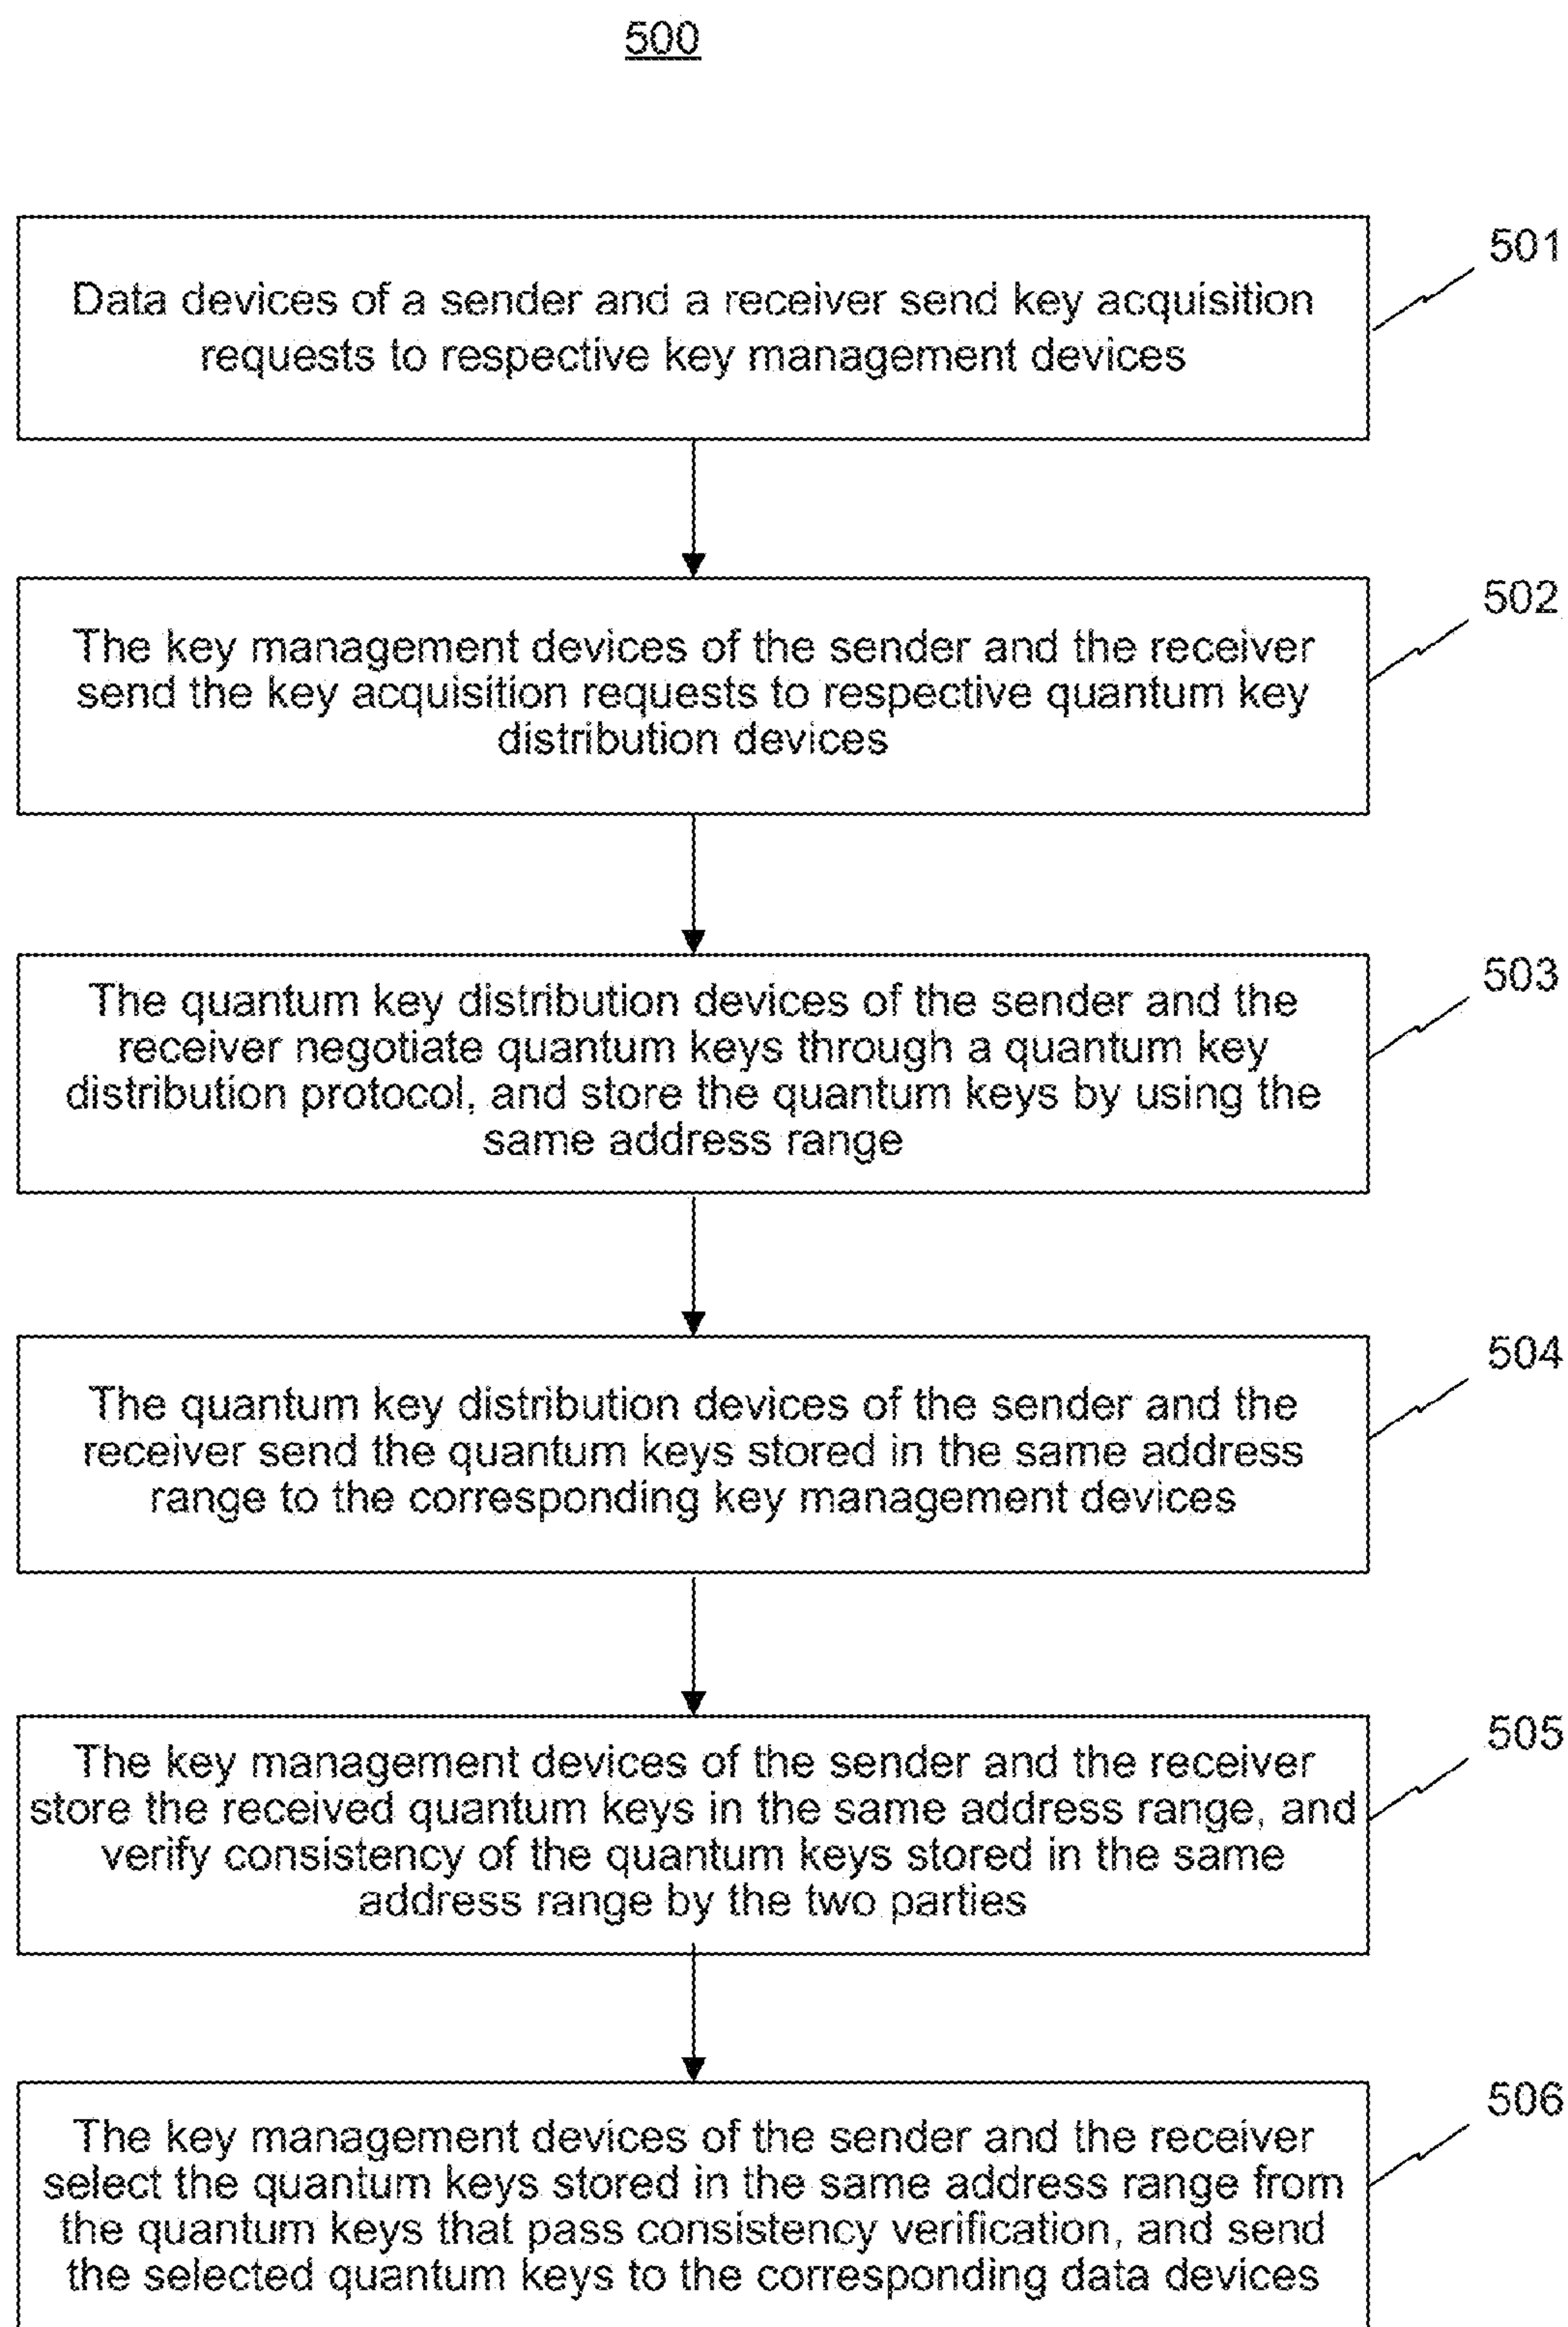 500
501
Data devices of a sender and a receiver send key acquisition
requests to respective key management devices
502
The key management devices of the sender and the receiver
send the key acquisition requests to respective quantum key
distribution devices
503
The quantum key distribution devices of the sender and the
receiver negotiate quantum keys through a quantum key
distribution protocol, and store the quantum keys by using the
same address range
504
The quantum key distribution devices of the sender and the
receiver send the quantum keys stored in the same address
range to the corresponding key management devices
505
The key management devices of the sender and the receiver
store the received quantum keys in the same address range, and
verify consistency of the quantum keys stored in the same
address range by the two parties
506
The key management devices of the sender and the receiver
select the quantum keys stored in the same address range from
the quantum keys that pass consistency verification, and send
the selected quantum keys to the corresponding data devices